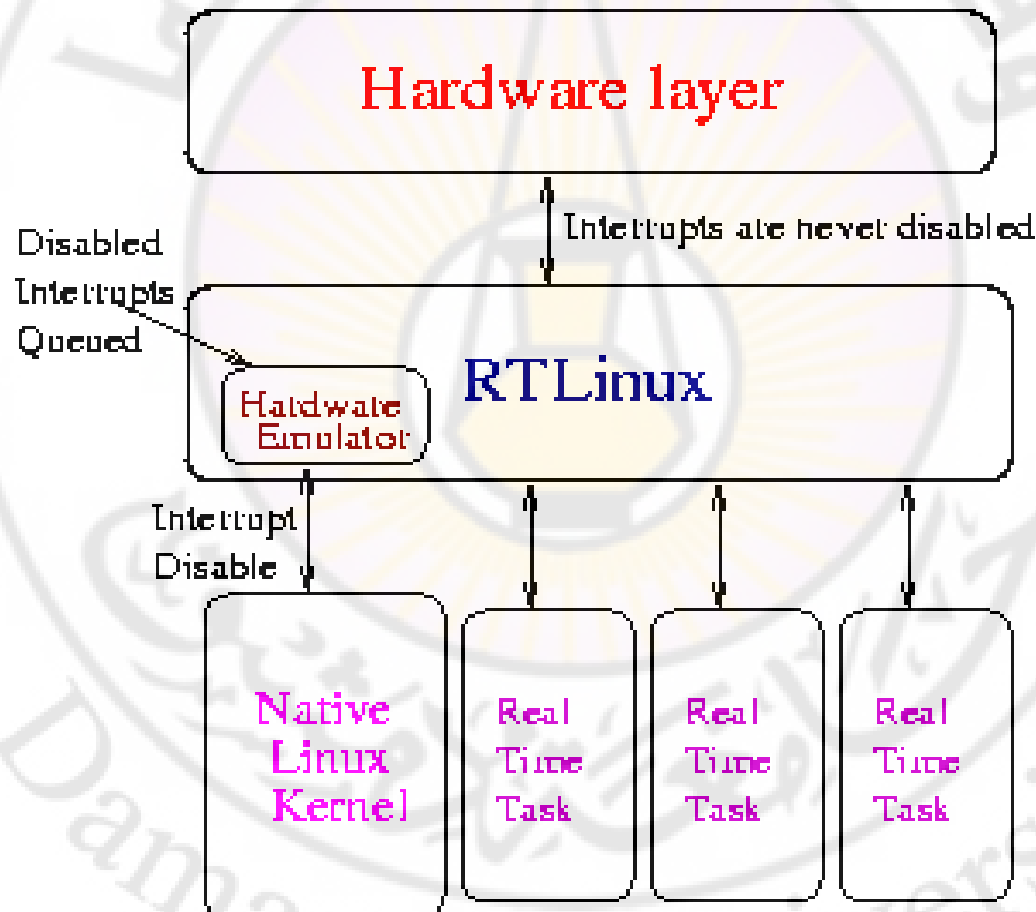 Hardware layer
Interrupts are never disabled
Disabled
Interrupts
Queued
RTLinux
Hardware
Emulator
Interrupt
Disable
Native
Linux
Kernel
Real
Time
Task
Real
Time
Task
Real
Time
Task